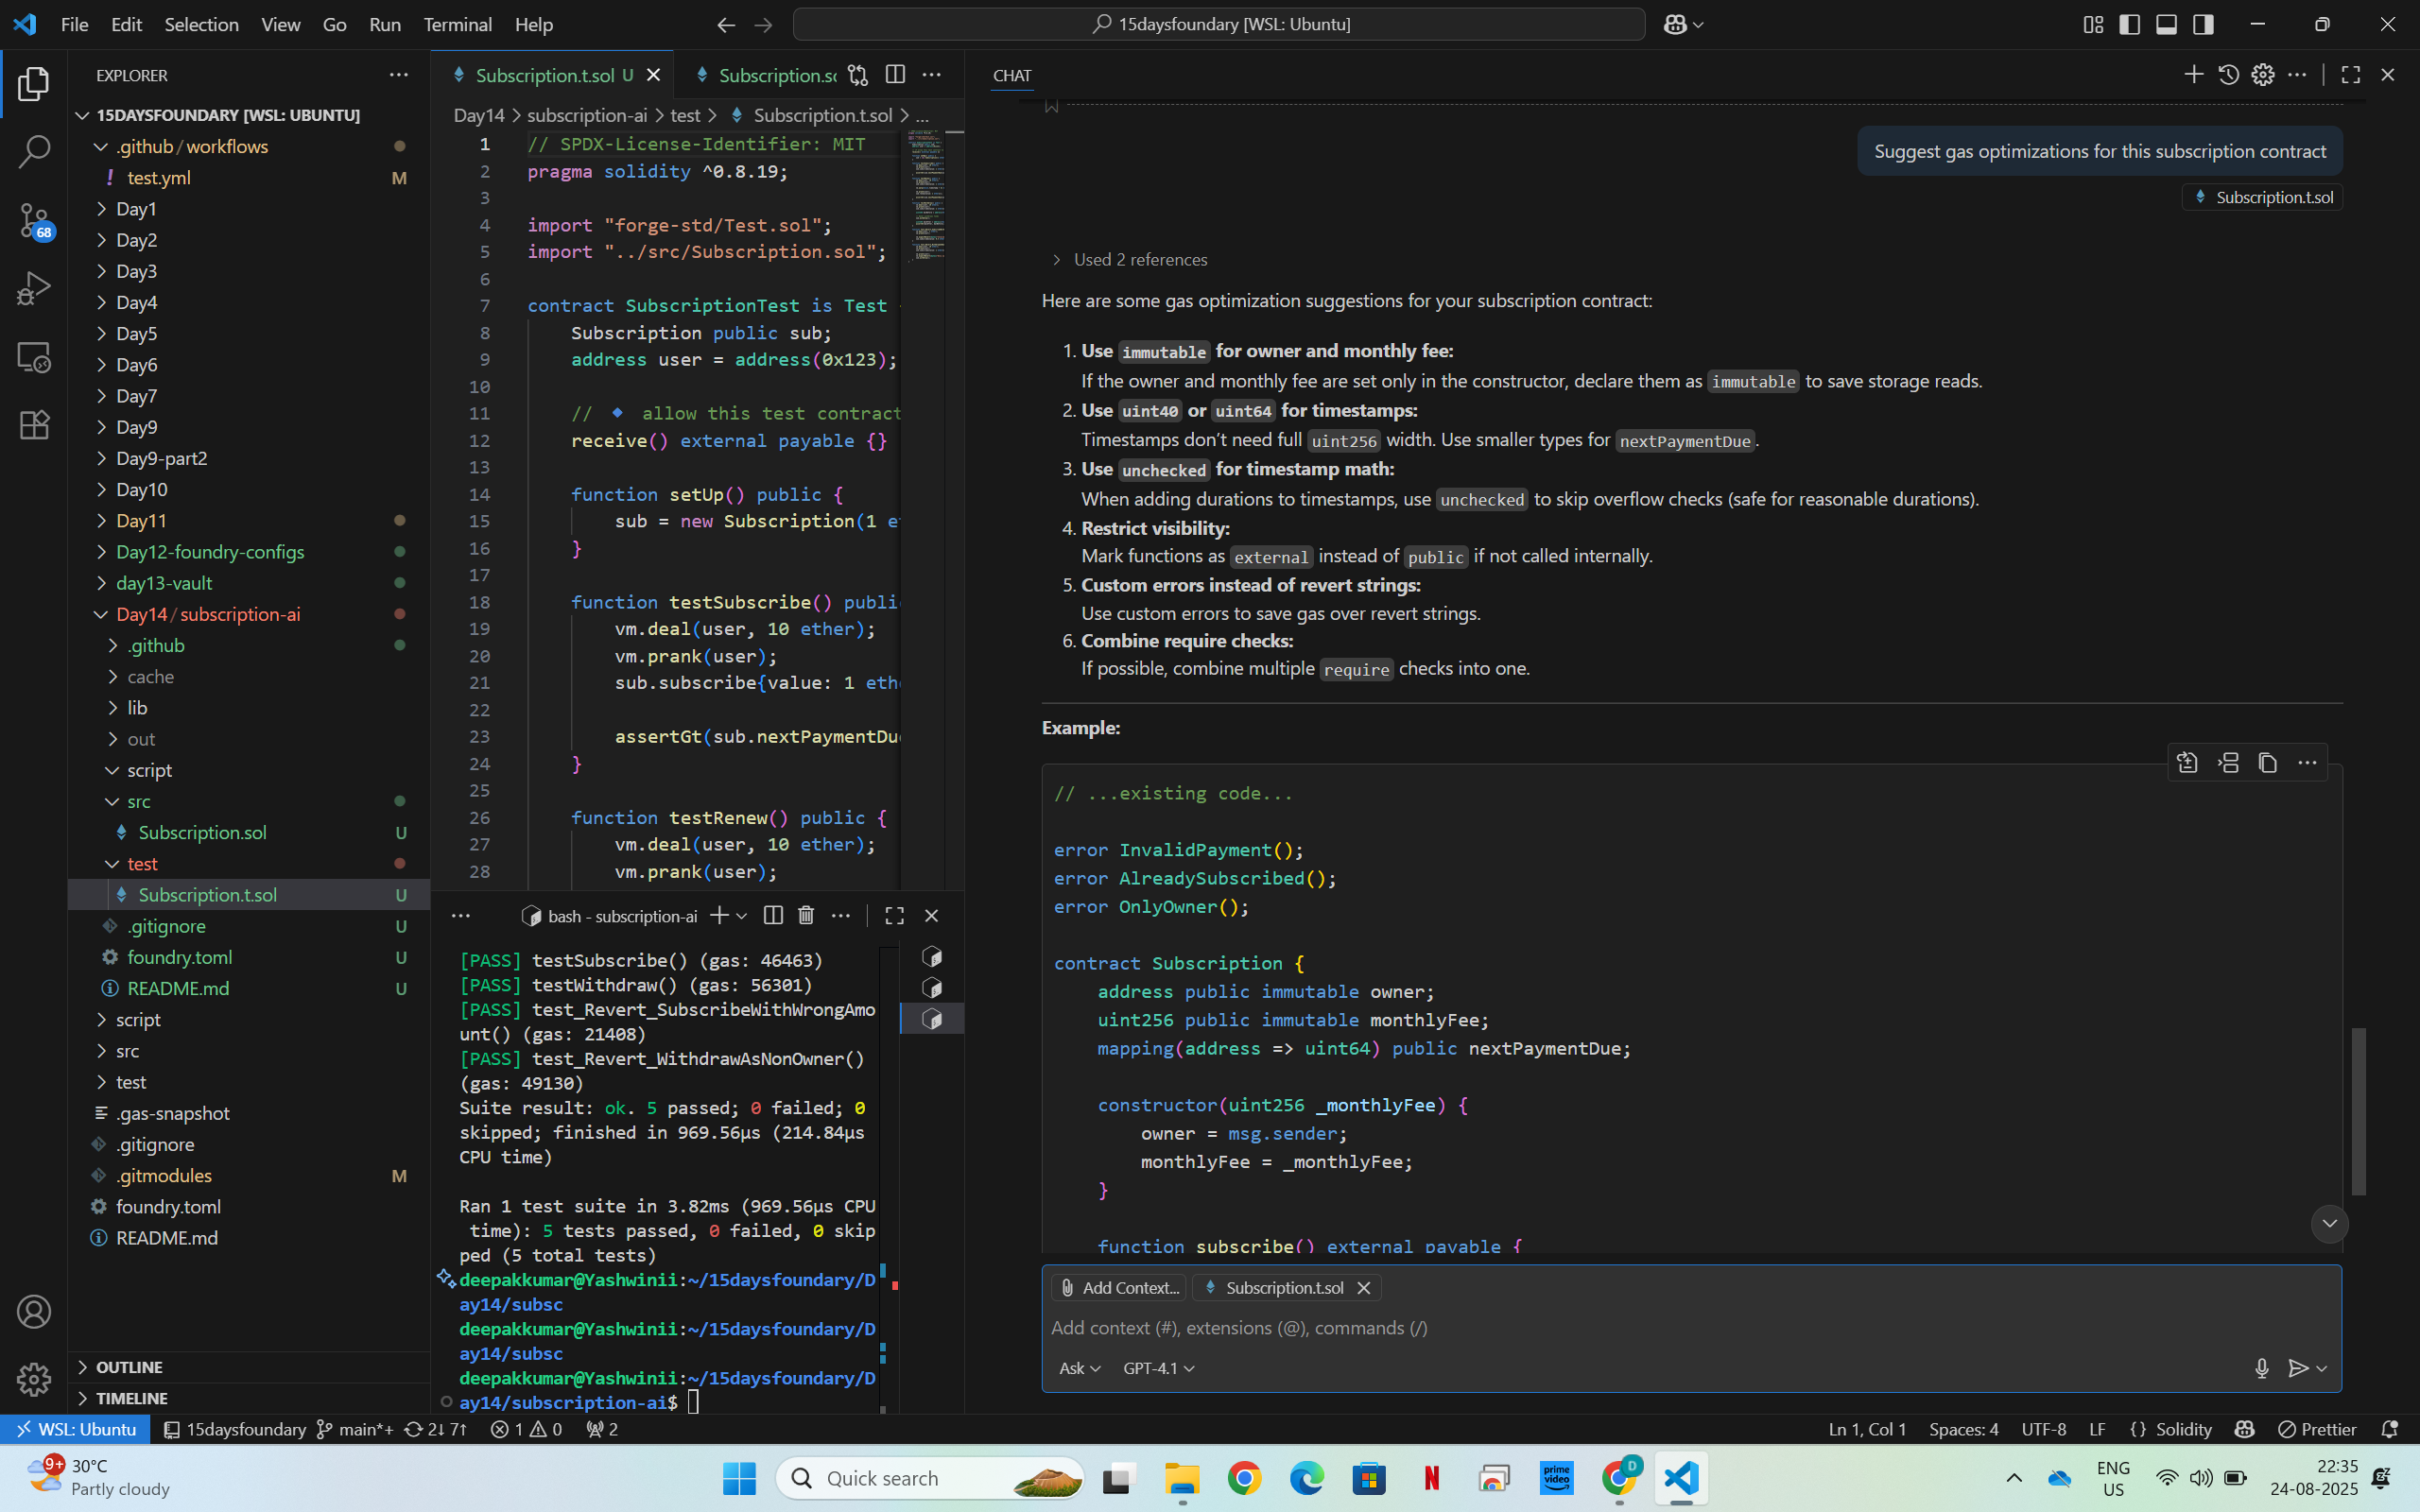 File Edit Selection View Go Run Terminal Help
15daysfoundary [WSL: Ubuntu]
EXPLORER
15DAYSFOUNDARY [WSL: UBUNTU]
.github/workflows
! test.yml M
Day1
Day2
Day3
Day4
Day5
Day6
Day7
Day9
Day9-part2
Day10
Day11
Day12-foundry-configs
day13-vault
Day14/subscription-ai
.github
cache
lib
out
script
src
Subscription.sol U
test
Subscription.t.sol U
.gitignore U
foundry.toml U
README.md U
script
src
test
.gas-snapshot
.gitignore
.gitmodules M
foundry.toml
README.md
OUTLINE
TIMELINE
68
Subscription.t.sol U
Subscription.sc
Day14 > subscription-ai > test > Subscription.t.sol > ...
1 // SPDX-License-Identifier: MIT
2 pragma solidity ^0.8.19;
3
4 import "forge-std/Test.sol";
5 import "../src/Subscription.sol";
6
7 contract SubscriptionTest is Test
8 Subscription public sub;
9 address user = address(0x123);
10
11 // 🔹 allow this test contract
12 receive() external payable {}
13
14 function setUp() public {
15 sub = new Subscription(1 et
16 }
17
18 function testSubscribe() public
19 vm.deal(user, 10 ether);
20 vm.prank(user);
21 sub.subscribe{value: 1 ethe
22
23 assertGt(sub.nextPaymentDue
24 }
25
26 function testRenew() public {
27 vm.deal(user, 10 ether);
28 vm.prank(user);
bash - subscription-ai
[PASS] testSubscribe() (gas: 46463)
[PASS] testWithdraw() (gas: 56301)
[PASS] test_Revert_SubscribeWithWrongAmo
unt() (gas: 21408)
[PASS] test_Revert_WithdrawAsNonOwner()
(gas: 49130)
Suite result: ok. 5 passed; 0 failed; 0
skipped; finished in 969.56µs (214.84µs
CPU time)
Ran 1 test suite in 3.82ms (969.56µs CPU
time): 5 tests passed, 0 failed, 0 skip
ped (5 total tests)
deepakkumar@Yashwinii:~/15daysfoundary/D
ay14/subsc
deepakkumar@Yashwinii:~/15daysfoundary/D
ay14/subsc
deepakkumar@Yashwinii:~/15daysfoundary/D
ay14/subscription-ai$
CHAT
Suggest gas optimizations for this subscription contract
Subscription.t.sol
Used 2 references
Here are some gas optimization suggestions for your subscription contract:
1. Use immutable for owner and monthly fee:
If the owner and monthly fee are set only in the constructor, declare them as immutable to save storage reads.
2. Use uint40 or uint64 for timestamps:
Timestamps don't need full uint256 width. Use smaller types for nextPaymentDue.
3. Use unchecked for timestamp math:
When adding durations to timestamps, use unchecked to skip overflow checks (safe for reasonable durations).
4. Restrict visibility:
Mark functions as external instead of public if not called internally.
5. Custom errors instead of revert strings:
Use custom errors to save gas over revert strings.
6. Combine require checks:
If possible, combine multiple require checks into one.
Example:
// ...existing code...
error InvalidPayment();
error AlreadySubscribed();
error OnlyOwner();
contract Subscription {
address public immutable owner;
uint256 public immutable monthlyFee;
mapping(address => uint64) public nextPaymentDue;
constructor(uint256 _monthlyFee) {
owner = msg.sender;
monthlyFee = _monthlyFee;
}
function subscribe() external payable {
Add Context... Subscription.t.sol
Add context (#), extensions (@), commands (/)
Ask GPT-4.1
WSL: Ubuntu 15daysfoundary main*+ 2↓ 7↑ 1 0 2
Ln 1, Col 1 Spaces: 4 UTF-8 LF {} Solidity Prettier
9+
30°C
Partly cloudy
Quick search
N
prime video
D
ENG
US
22:35
24-08-2025